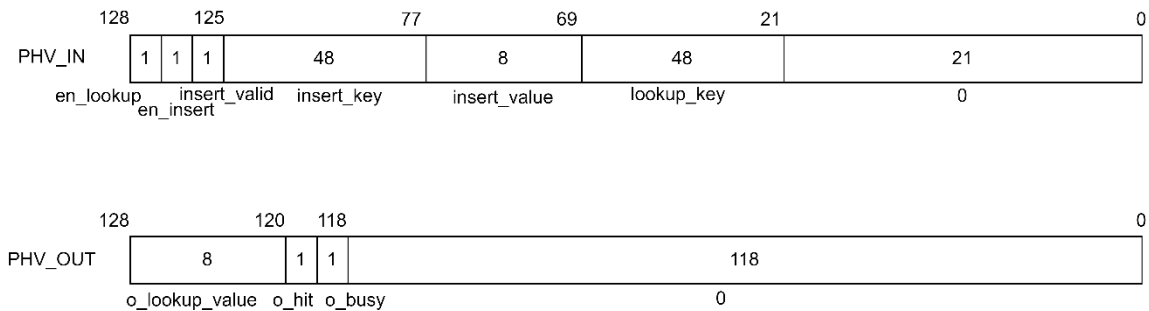 128 125 77 69 21 0
PHV_IN 1 1 1 48 8 48 21
en_lookup insert_valid insert_key insert_value lookup_key 0
en_insert
128 120 118 0
PHV_OUT 8 1 1 118
o_lookup_value o_hit o_busy 0